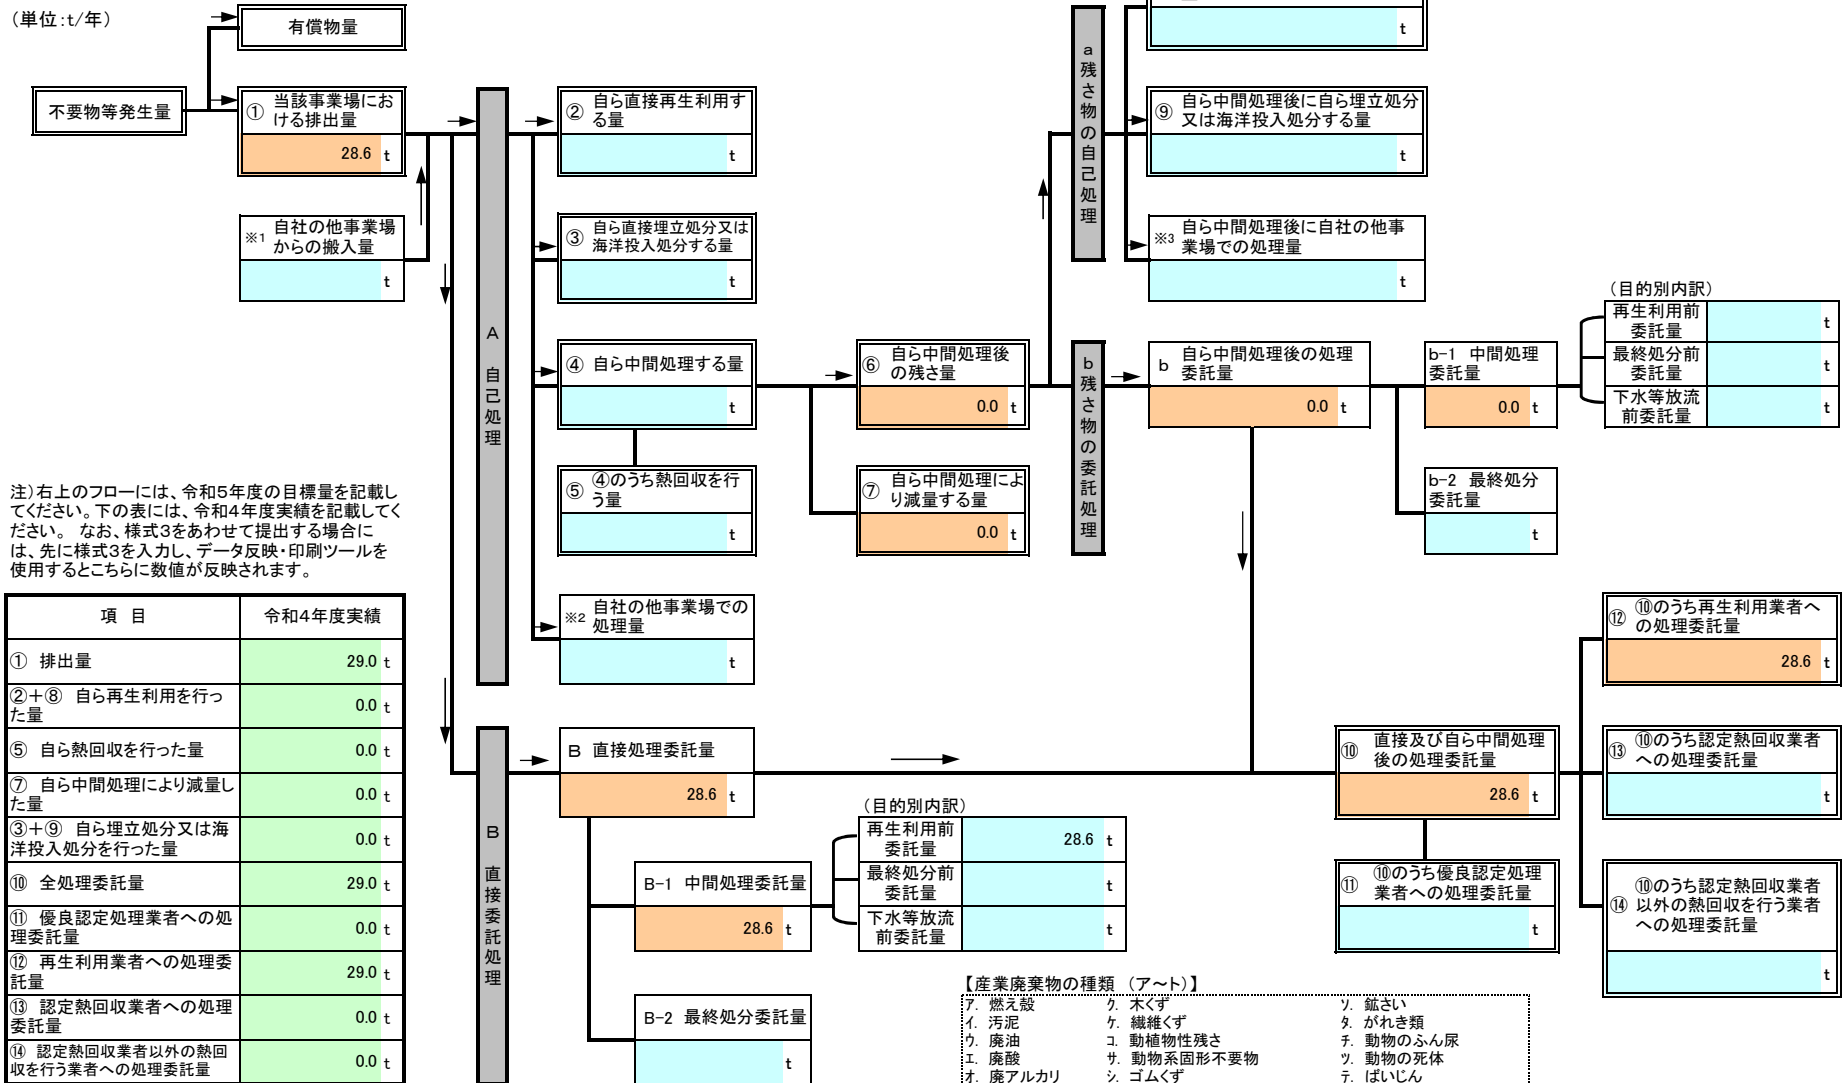 （単位：t/年）
有償物量
不要物等発生量
①
当該事業場にお
ける排出量
28.6 t
※1
自社の他事業場
からの搬入量
t
A 自己処理
②
自ら直接再生利用す
る量
t
③
自ら直接埋立処分又は
海洋投入処分する量
t
④ 自ら中間処理する量
t
⑤
④のうち熱回収を行
う量
t
※2
自社の他事業場での
処理量
t
⑥
自ら中間処理後
の残さ量
0.0 t
⑦
自ら中間処理によ
り減量する量
0.0 t
a 残さ物の自己処理
t
⑨
自ら中間処理後に自ら埋立処分
又は海洋投入処分する量
t
※3
自ら中間処理後に自社の他事
業場での処理量
t
b 残さ物の委託処理
b
自ら中間処理後の処理
委託量
0.0 t
b-1 中間処理
委託量
0.0 t
b-2 最終処分
委託量
t
（目的別内訳）
再生利用前
委託量
t
最終処分前
委託量
t
下水等放流
前委託量
t
注）右上のフローには、令和５年度の目標量を記載し
てください。下の表には、令和４年度実績を記載してく
ださい。 なお、様式３をあわせて提出する場合に
は、先に様式３を入力し、データ反映・印刷ツールを
使用するとこちらに数値が反映されます。
項 目 令和４年度実績
① 排出量 29.0 t
②＋⑧ 自ら再生利用を行っ
た量 0.0 t
⑤ 自ら熱回収を行った量 0.0 t
⑦ 自ら中間処理により減量し
た量 0.0 t
③＋⑨ 自ら埋立処分又は海
洋投入処分を行った量 0.0 t
⑩ 全処理委託量 29.0 t
⑪ 優良認定処理業者への処
理委託量 0.0 t
⑫ 再生利用業者への処理委
託量 29.0 t
⑬ 認定熱回収業者への処理
委託量 0.0 t
⑭ 認定熱回収業者以外の熱回
収を行う業者への処理委託量 0.0 t
B 直接委託処理
B 直接処理委託量
28.6 t
B-1 中間処理委託量
28.6 t
B-2 最終処分委託量
t
（目的別内訳）
再生利用前
委託量
28.6 t
最終処分前
委託量
t
下水等放流
前委託量
t
⑩
直接及び自ら中間処理
後の処理委託量
28.6 t
⑪
⑩のうち優良認定処理
業者への処理委託量
t
⑫
⑩のうち再生利用業者へ
の処理委託量
28.6 t
⑬
⑩のうち認定熱回収業者
への処理委託量
t
⑭
⑩のうち認定熱回収業者
以外の熱回収を行う業者
への処理委託量
t
【産業廃棄物の種類 （ア～ト）】
ア. 燃え殻 ク. 木くず ソ. 鉱さい
イ. 汚泥 ケ. 繊維くず タ. がれき類
ウ. 廃油 コ. 動植物性残さ チ. 動物のふん尿
エ. 廃酸 サ. 動物系固形不要物 ツ. 動物の死体
オ. 廃アルカリ シ. ゴムくず テ. ばいじん